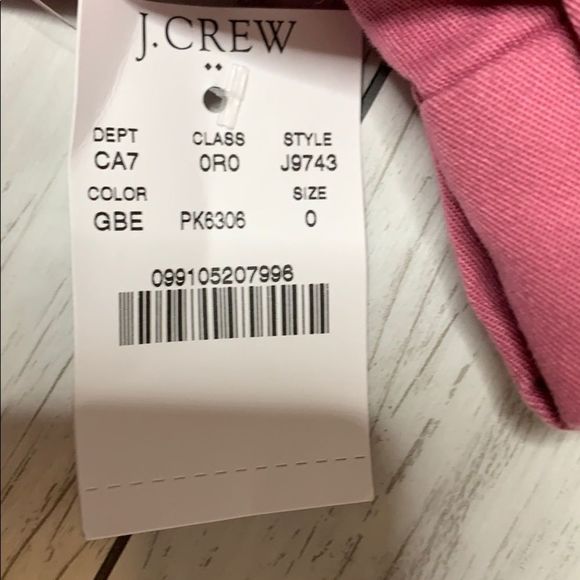 J.CREW
DEPT CLASS STYLE
CA7 0R0 J9743
COLOR SIZE
GBE PK6306 0
099105207996